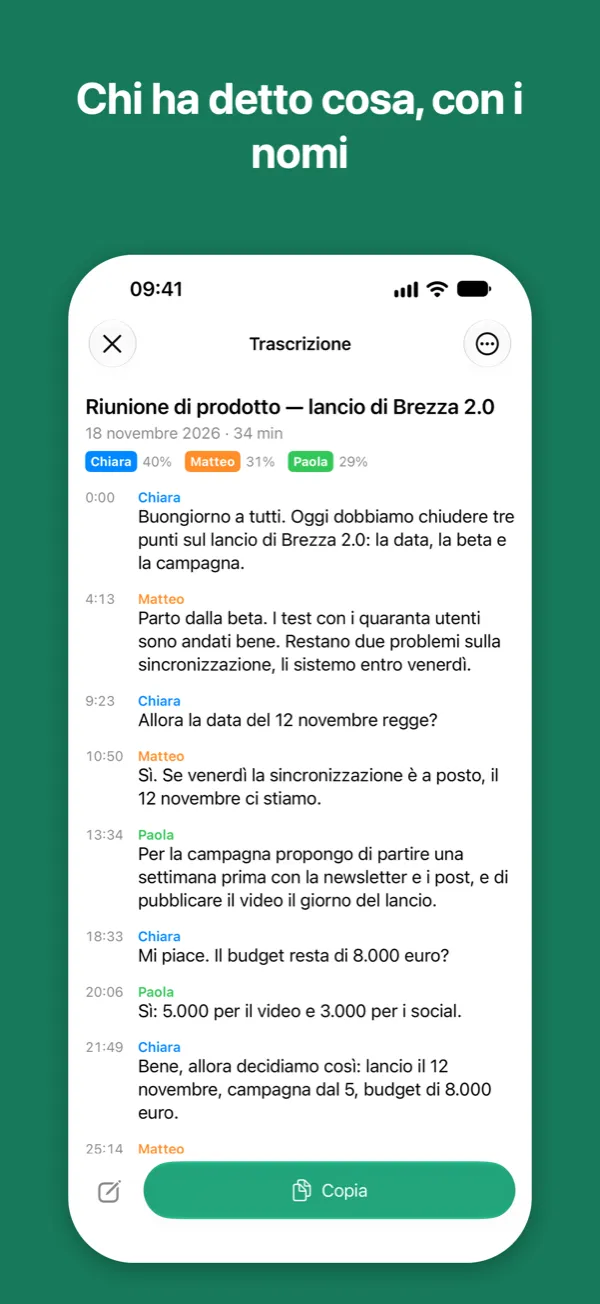 Chi ha detto cosa, con i
nomi
09:41
Trascrizione
Riunione di prodotto — lancio di Brezza 2.0
18 novembre 2026 · 34 min
Chiara 40% Matteo 31% Paola 29%
0:00 Chiara
Buongiorno a tutti. Oggi dobbiamo chiudere tre
punti sul lancio di Brezza 2.0: la data, la beta e
la campagna.
4:13 Matteo
Parto dalla beta. I test con i quaranta utenti
sono andati bene. Restano due problemi sulla
sincronizzazione, li sistemo entro venerdì.
9:23 Chiara
Allora la data del 12 novembre regge?
10:50 Matteo
Sì. Se venerdì la sincronizzazione è a posto, il
12 novembre ci stiamo.
13:34 Paola
Per la campagna propongo di partire una
settimana prima con la newsletter e i post, e di
pubblicare il video il giorno del lancio.
18:33 Chiara
Mi piace. Il budget resta di 8.000 euro?
20:06 Paola
Sì: 5.000 per il video e 3.000 per i social.
21:49 Chiara
Bene, allora decidiamo così: lancio il 12
novembre, campagna dal 5, budget di 8.000
euro.
25:14 Matteo
Copia